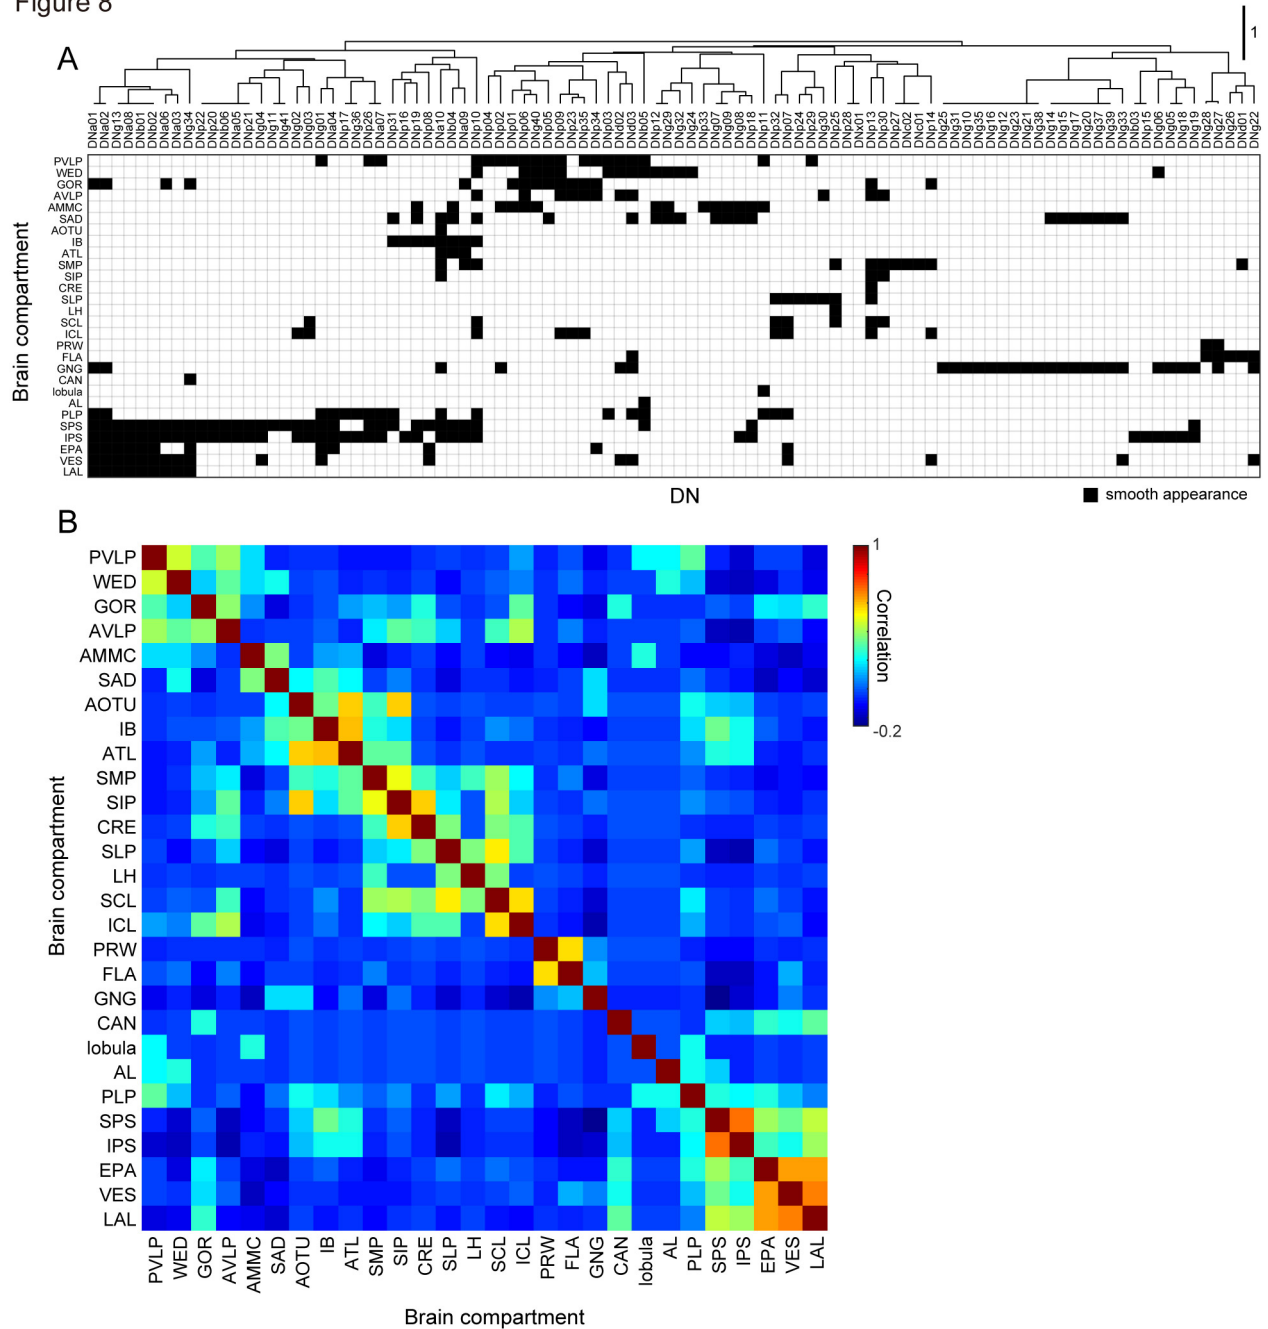 Figure 8
A
1
DNa01
DNa02
DNg13
DNa08
DNb01
DNb02
DNa06
DNa03
DNg34
DNp22
DNp20
DNb06
DNa05
DNp21
DNg04
DNg11
DNg41
DNg02
DNg03
DNg01
DNa04
DNp17
DNg36
DNp26
DNa07
DNp31
DNp16
DNp19
DNp08
DNa10
DNb04
DNa09
DNp10
DNp04
DNp02
DNp01
DNp06
DNg40
DNp05
DNp09
DNp23
DNp35
DNp34
DNp03
DNd02
DNd03
DNb05
DNp12
DNg29
DNg32
DNg24
DNp33
DNg07
DNg09
DNg08
DNp18
DNp11
DNp32
DNp07
DNp24
DNp29
DNg30
DNp25
DNp28
DNx01
DNp13
DNp30
DNp27
DNc02
DNc01
DNp14
DNg25
DNg31
DNg10
DNg35
DNg16
DNg12
DNg23
DNg21
DNg38
DNg14
DNg15
DNg17
DNg20
DNg37
DNg39
DNg33
DNb03
DNp15
DNg06
DNg05
DNg18
DNg19
DNg28
DNg27
DNg26
DNd01
DNg22
PVLP
WED
GOR
AVLP
AMMC
SAD
AOTU
IB
ATL
SMP
SIP
CRE
SLP
LH
SCL
ICL
PRW
FLA
GNG
CAN
lobula
AL
PLP
SPS
IPS
EPA
VES
LAL
Brain compartment
DN
smooth appearance
B
PVLP
WED
GOR
AVLP
AMMC
SAD
AOTU
IB
ATL
SMP
SIP
CRE
SLP
LH
SCL
ICL
PRW
FLA
GNG
CAN
lobula
AL
PLP
SPS
IPS
EPA
VES
LAL
Brain compartment
1
Correlation
-0.2
PVLP
WED
GOR
AVLP
AMMC
SAD
AOTU
IB
ATL
SMP
SIP
CRE
SLP
LH
SCL
ICL
PRW
FLA
GNG
CAN
lobula
AL
PLP
SPS
IPS
EPA
VES
LAL
Brain compartment